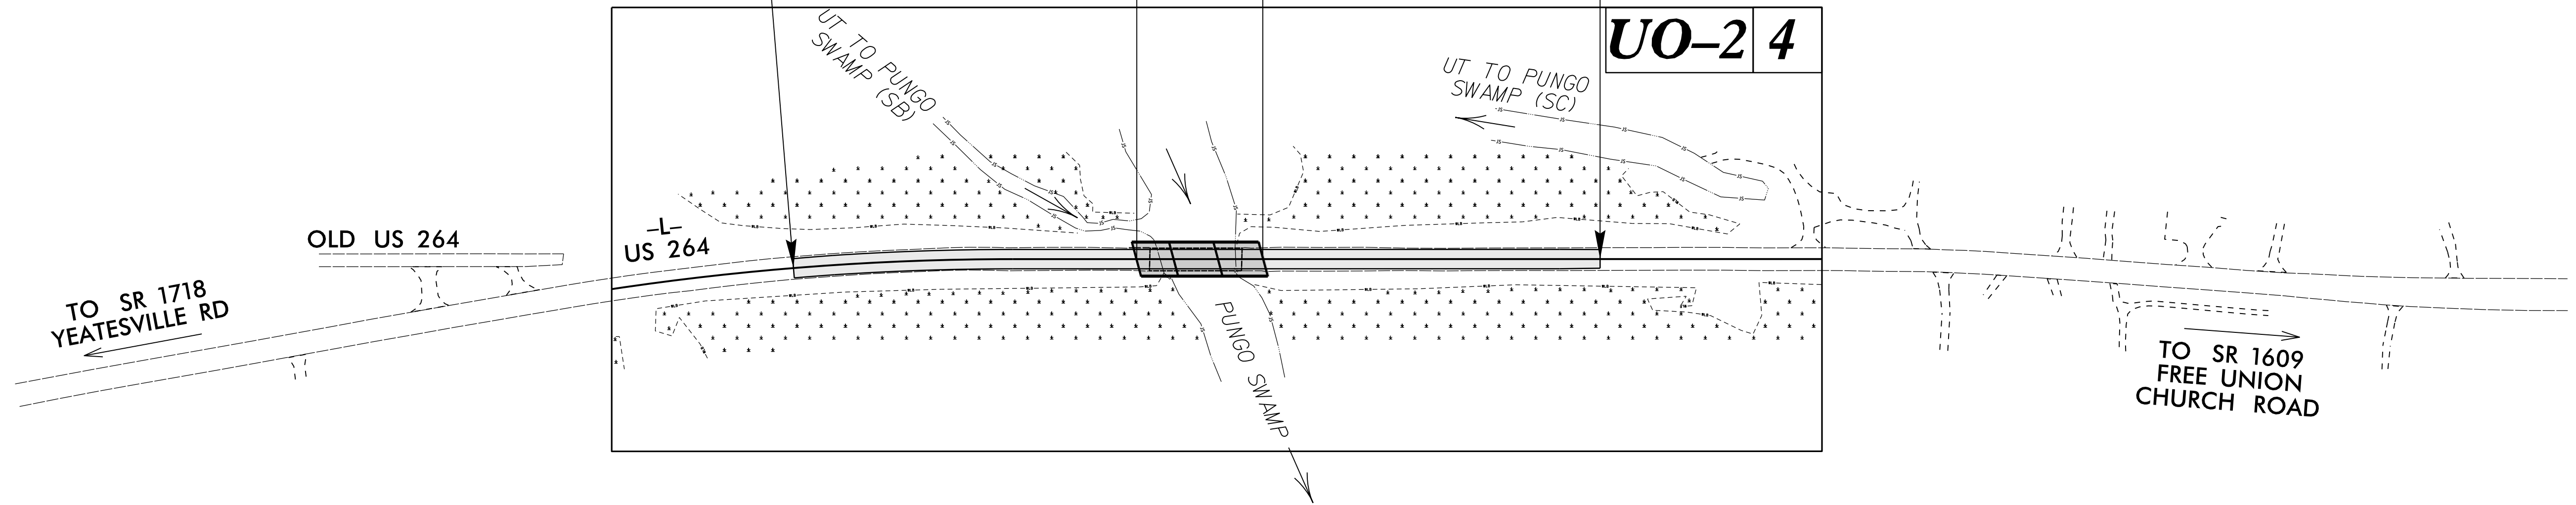 UO-2 4
UT TO PUNGO
SWAMP (SB)
UT TO PUNGO
SWAMP (SC)
-L-
US 264
OLD US 264
TO SR 1718
YEATESVILLE RD
PUNGO SWAMP
TO SR 1609
FREE UNION
CHURCH ROAD